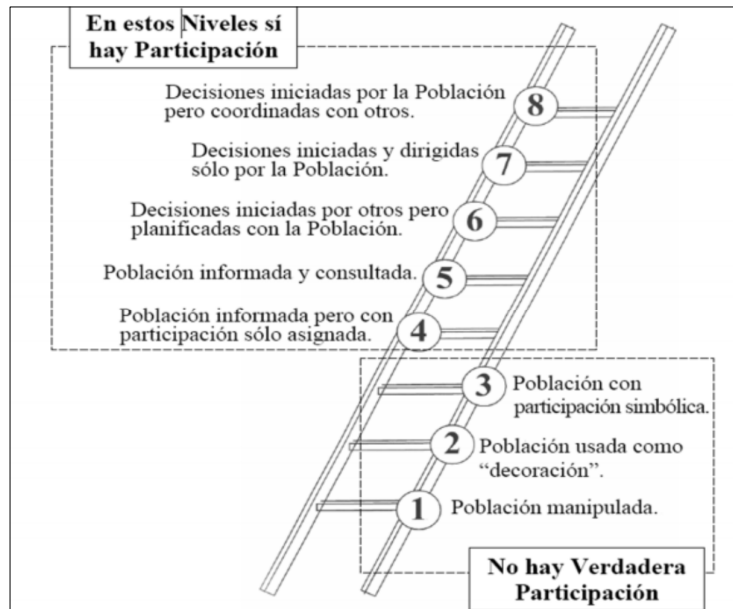 En estos Niveles sí
hay Participación
Decisiones iniciadas por la Población
pero coordinadas con otros.
8
Decisiones iniciadas y dirigidas
sólo por la Población.
7
Decisiones iniciadas por otros pero
planificadas con la Población.
6
Población informada y consultada.
5
Población informada pero con
participación sólo asignada.
4
3
Población con
participación simbólica.
2
Población usada como
“decoración”.
1
Población manipulada.
No hay Verdadera
Participación